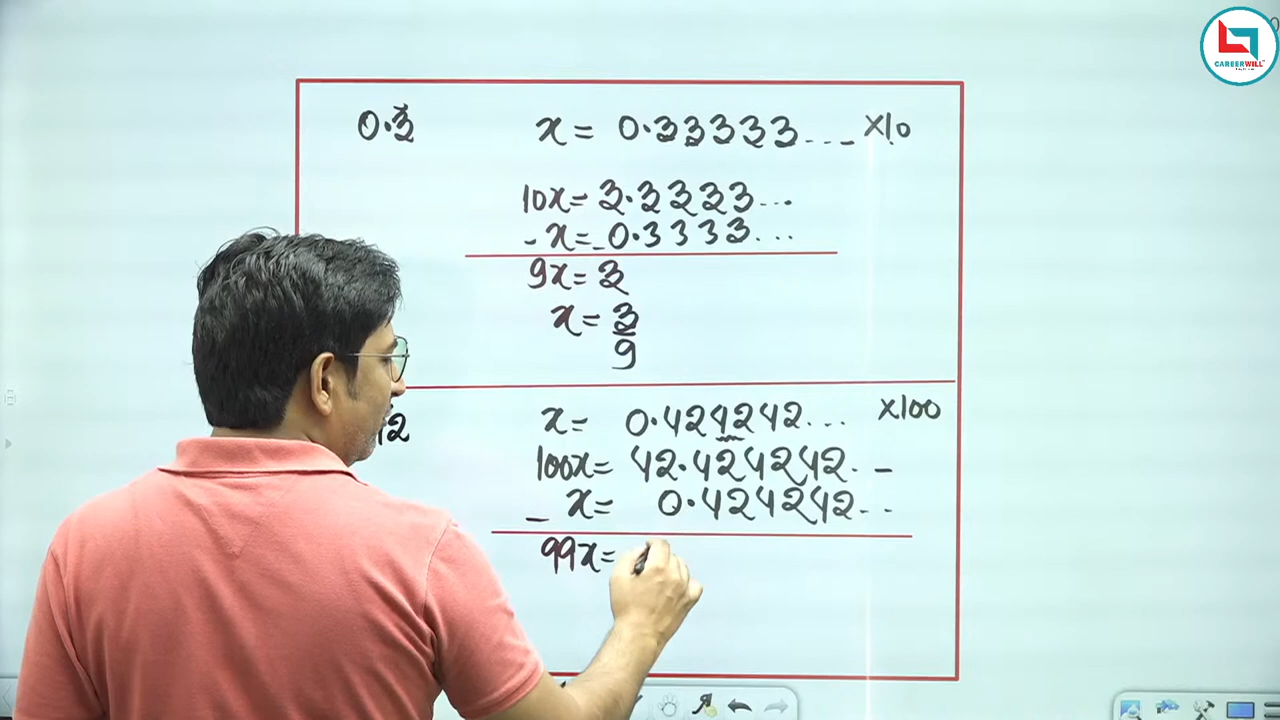 CAREERWILL
0.3̇ x = 0.33333... ×10
10x = 3.3333...
- x = - 0.3333...
9x = 3
x = 3/9
42 x = 0.424242... ×100
100x = 42.424242..
- x = 0.424242..
99x =